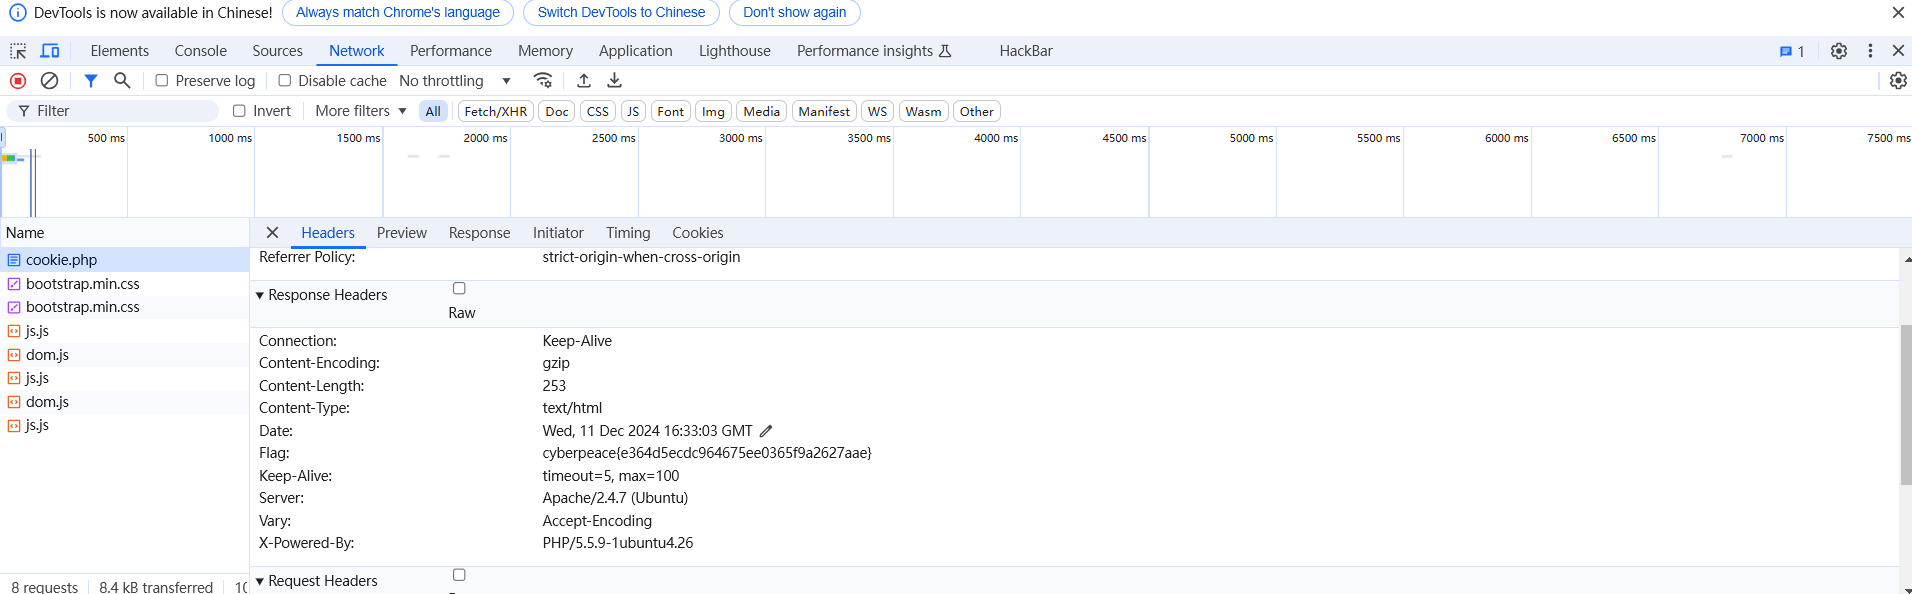 DevTools is now available in Chinese! Always match Chrome's language Switch DevTools to Chinese Don't show again
Elements Console Sources Network Performance Memory Application Lighthouse Performance insights HackBar 1
Preserve log Disable cache No throttling
Filter Invert More filters All Fetch/XHR Doc CSS JS Font Img Media Manifest WS Wasm Other
500 ms 1000 ms 1500 ms 2000 ms 2500 ms 3000 ms 3500 ms 4000 ms 4500 ms 5000 ms 5500 ms 6000 ms 6500 ms 7000 ms 7500 ms
Name
cookie.php
bootstrap.min.css
bootstrap.min.css
js.js
dom.js
js.js
dom.js
js.js
8 requests 8.4 kB transferred
Headers Preview Response Initiator Timing Cookies
Referrer Policy: strict-origin-when-cross-origin
Response Headers
Raw
Connection: Keep-Alive
Content-Encoding: gzip
Content-Length: 253
Content-Type: text/html
Date: Wed, 11 Dec 2024 16:33:03 GMT
Flag: cyberpeace{e364d5ecdc964675ee0365f9a2627aae}
Keep-Alive: timeout=5, max=100
Server: Apache/2.4.7 (Ubuntu)
Vary: Accept-Encoding
X-Powered-By: PHP/5.5.9-1ubuntu4.26
Request Headers